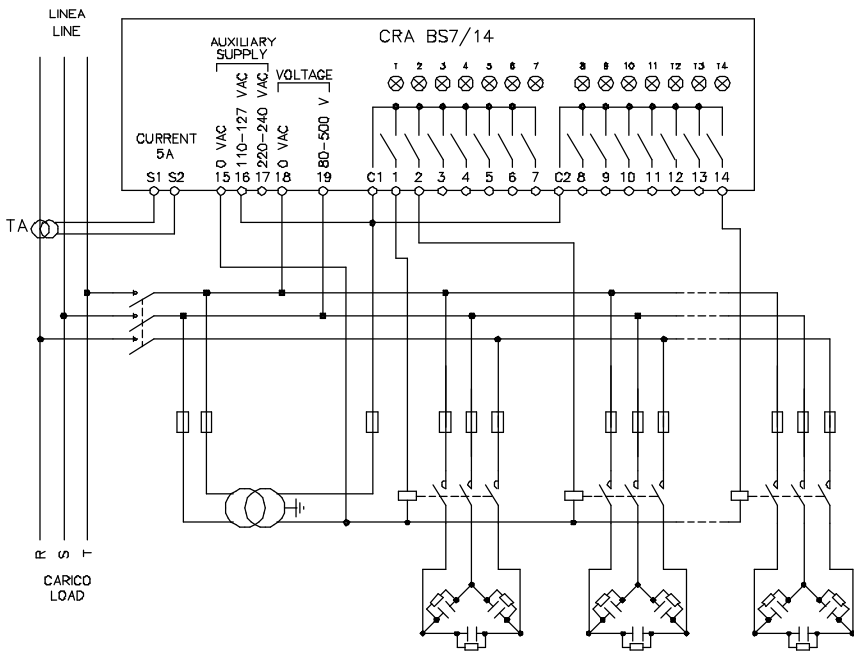 LINEA
LINE
CRA BS7/14
AUXILIARY
SUPPLY
VOLTAGE
CURRENT
5A
0 VAC
110-127 VAC
220-240 VAC
0 VAC
80-500 V
1 2 3 4 5 6 7
8 9 10 11 12 13 14
S1 S2 15 16 17 18 19 C1 1 2 3 4 5 6 7 C2 8 9 10 11 12 13 14
TA
R S T
CARICO
LOAD